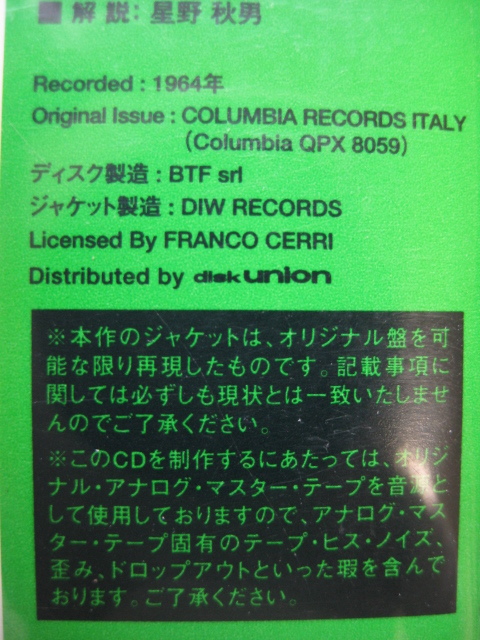 ■ 解 説: 星野 秋男
Recorded : 1964年
Original Issue : COLUMBIA RECORDS ITALY
(Columbia QPX 8059)
ディスク製造 : BTF srl
ジャケット製造 : DIW RECORDS
Licensed By FRANCO CERRI
Distributed by disk union
※本作のジャケットは、オリジナル盤を可
能な限り再現したものです。記載事項に
関しては必ずしも現状とは一致いたしませ
んのでご了承ください。
※このCDを制作するにあたっては、オリジ
ナル・アナログ・マスター・テープを音源と
して使用しておりますので、アナログ・マス
ター・テープ固有のテープ・ヒス・ノイズ、
歪み、ドロップアウトといった瑕を含んで
おります。ご了承ください。